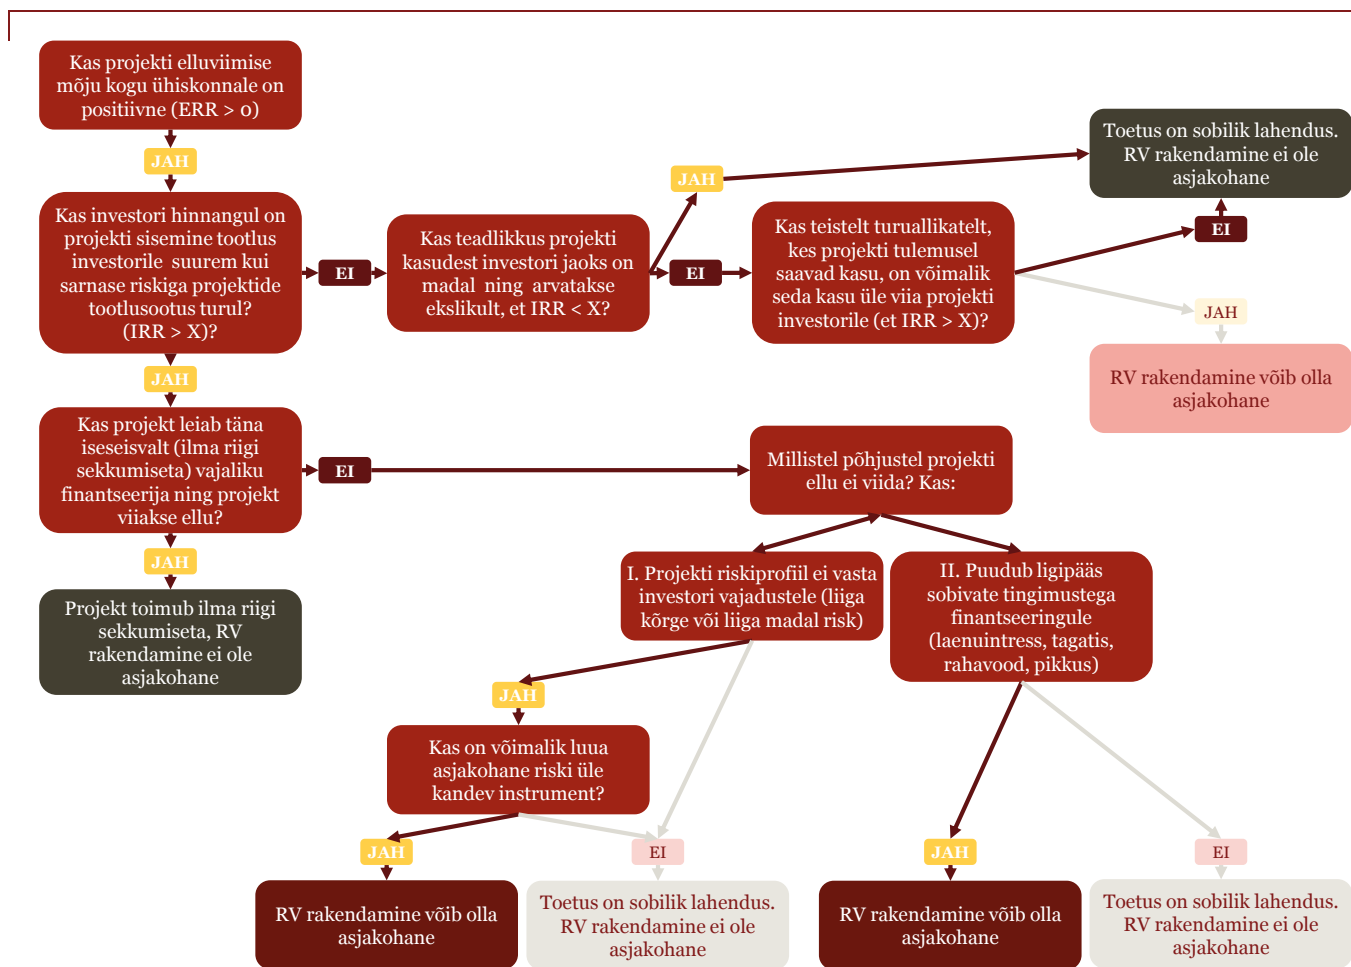 Kas projekti elluviimise
mõju kogu ühiskonnale on
positiivne (ERR > 0)
JAH
Kas investori hinnangul on
projekti sisemine tootlus
investorile suurem kui
sarnase riskiga projektide
tootlusootus turul?
(IRR > X)?
EI
Kas teadlikkus projekti
kasudest investori jaoks on
madal ning arvatakse
ekslikult, et IRR < X?
JAH
EI
Kas teistelt turuallikatelt,
kes projekti tulemusel
saavad kasu, on võimalik
seda kasu üle viia projekti
investorile (et IRR > X)?
Toetus on sobilik lahendus.
RV rakendamine ei ole
asjakohane
EI
JAH
RV rakendamine võib olla
asjakohane
JAH
Kas projekt leiab täna
iseseisvalt (ilma riigi
sekkumiseta) vajaliku
finantseerija ning projekt
viiakse ellu?
EI
Millistel põhjustel projekti
ellu ei viida? Kas:
JAH
Projekt toimub ilma riigi
sekkumiseta, RV
rakendamine ei ole
asjakohane
I. Projekti riskiprofiil ei vasta
investori vajadustele (liiga
kõrge või liiga madal risk)
II. Puudub ligipääs
sobivate tingimustega
finantseeringule
(laenuintress, tagatis,
rahavood, pikkus)
JAH
Kas on võimalik luua
asjakohane riski üle
kandev instrument?
JAH
EI
JAH
EI
RV rakendamine võib olla
asjakohane
Toetus on sobilik lahendus.
RV rakendamine ei ole
asjakohane
RV rakendamine võib olla
asjakohane
Toetus on sobilik lahendus.
RV rakendamine ei ole
asjakohane